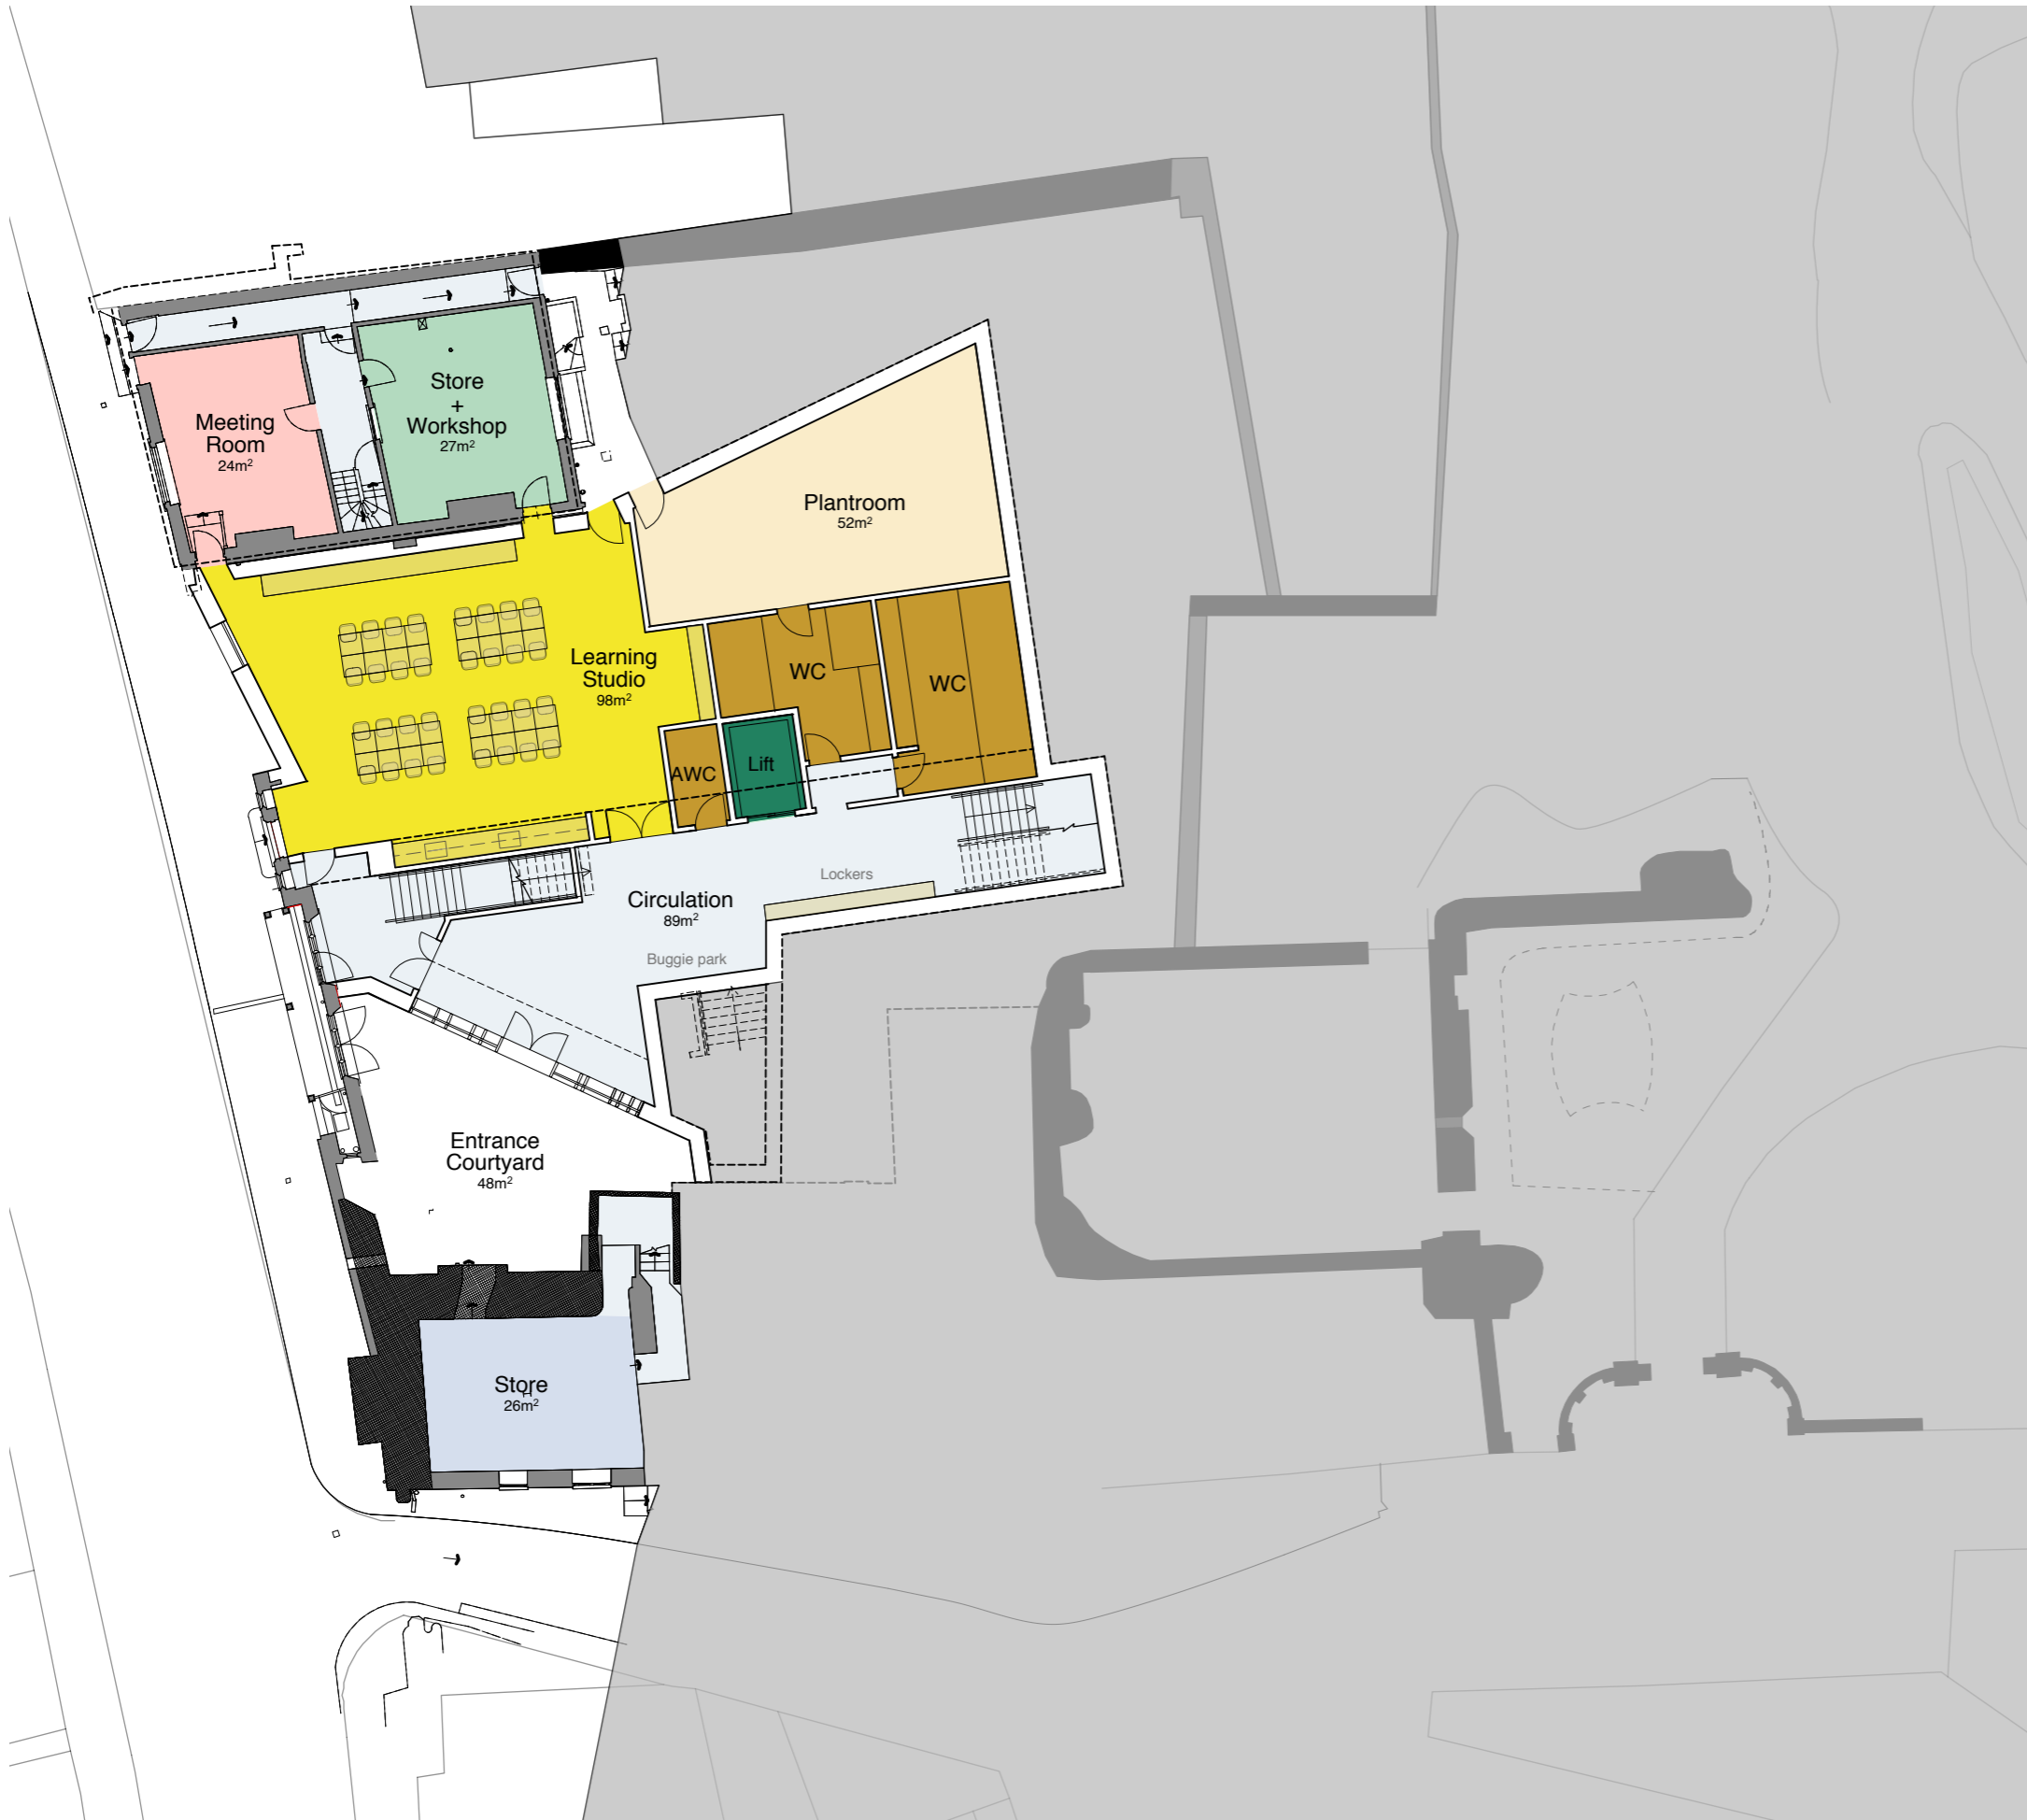 Store
+
Workshop
27m²
Meeting
Room
24m²
Plantroom
52m²
Learning
Studio
98m²
WC
WC
AWC
Lift
Lockers
Circulation
89m²
Buggie park
Entrance
Courtyard
48m²
Store
26m²